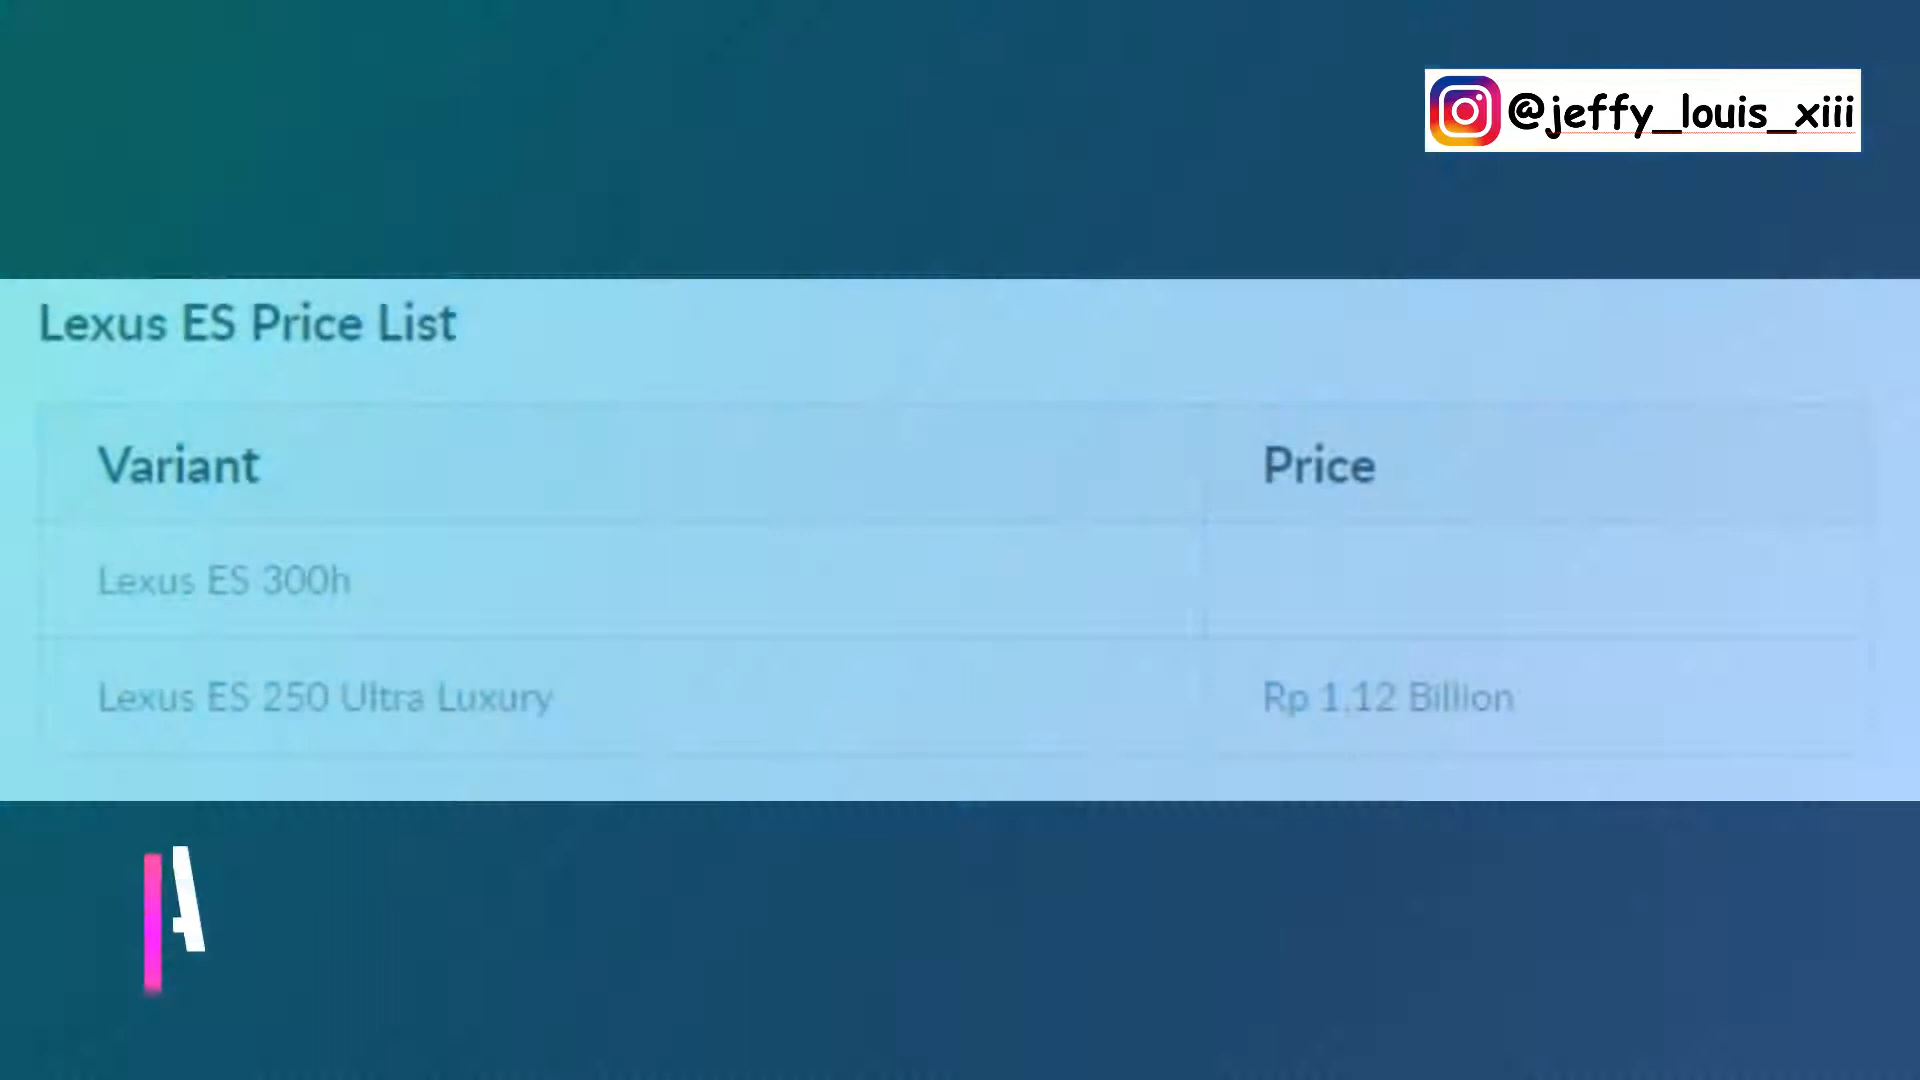 @jeffy_louis_xiii
Lexus ES Price List
Variant Price
Lexus ES 300h
Lexus ES 250 Ultra Luxury Rp 1,12 Billion